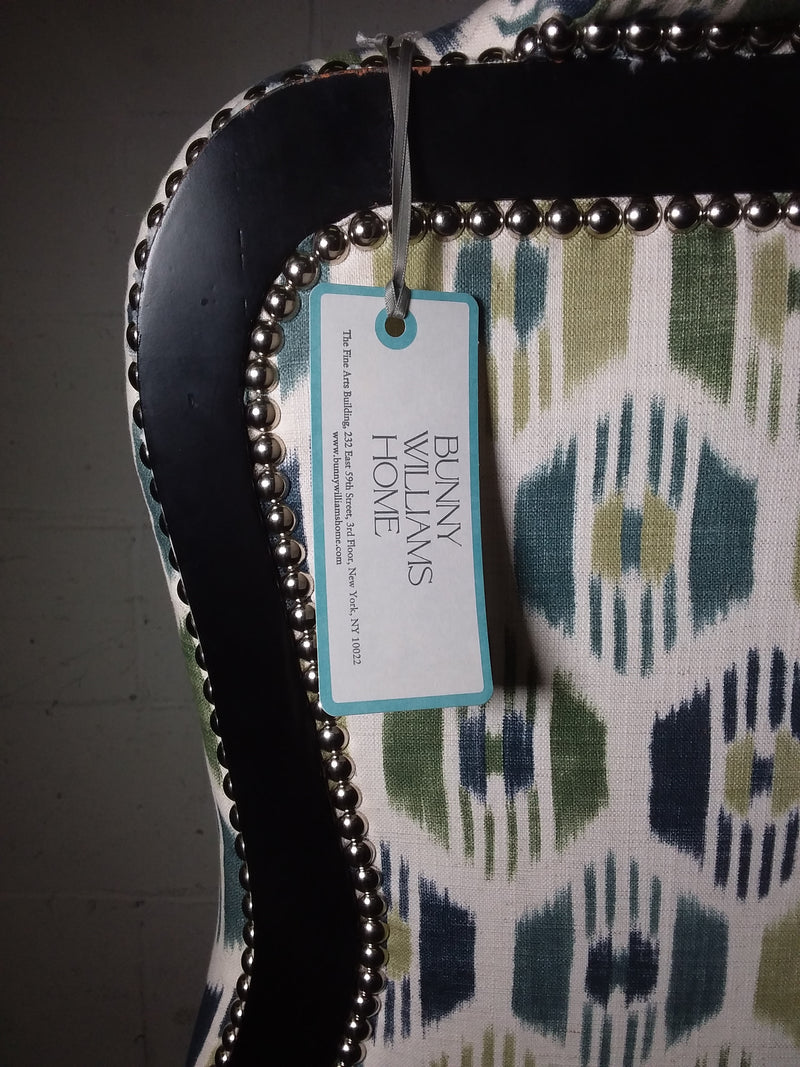 BUNNY
WILLIAMS
HOME
The Fine Arts Building, 232 East 59th Street, 3rd Floor, New York, NY 10022
www.bunnywilliamshome.com